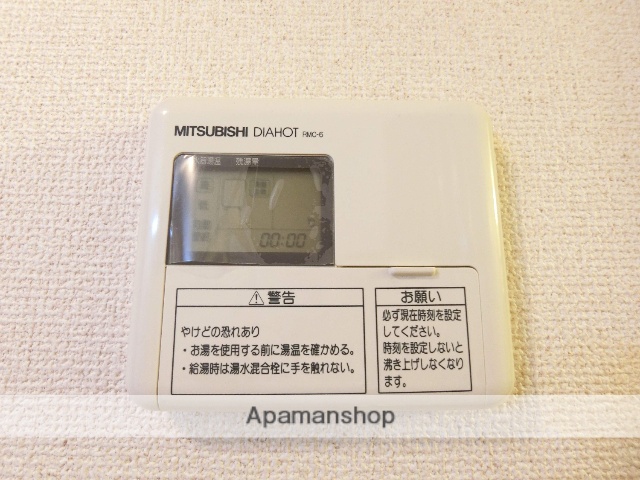 MITSUBISHI DIAHOT RMC-6
残湯量
00:00
⚠警告
やけどの恐れあり
・お湯を使用する前に湯温を確かめる。
・給湯時は湯水混合栓に手を触れない。
お願い
必ず現在時刻を設定
してください。
時刻を設定しないと
沸き上げしなくなり
ます。
Apamanshop